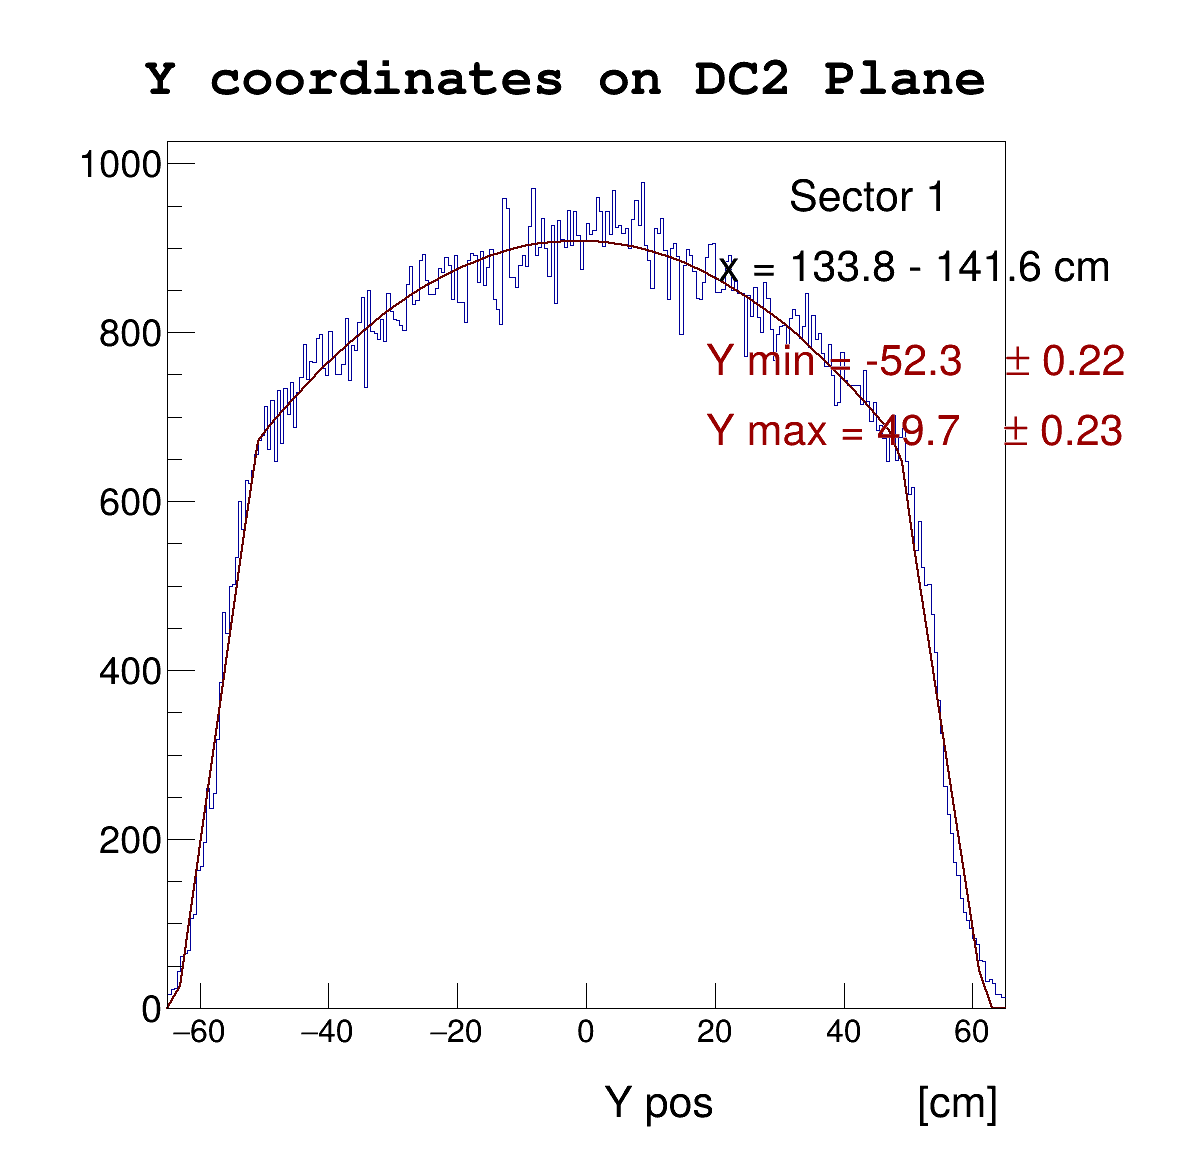 Y coordinates on DC2 Plane
1000
Sector 1
x = 133.8 - 141.6 cm
800
Y min = -52.3 ± 0.22
Y max = 49.7 ± 0.23
600
400
200
0
−60 −40 −20 0 20 40 60
Y pos [cm]